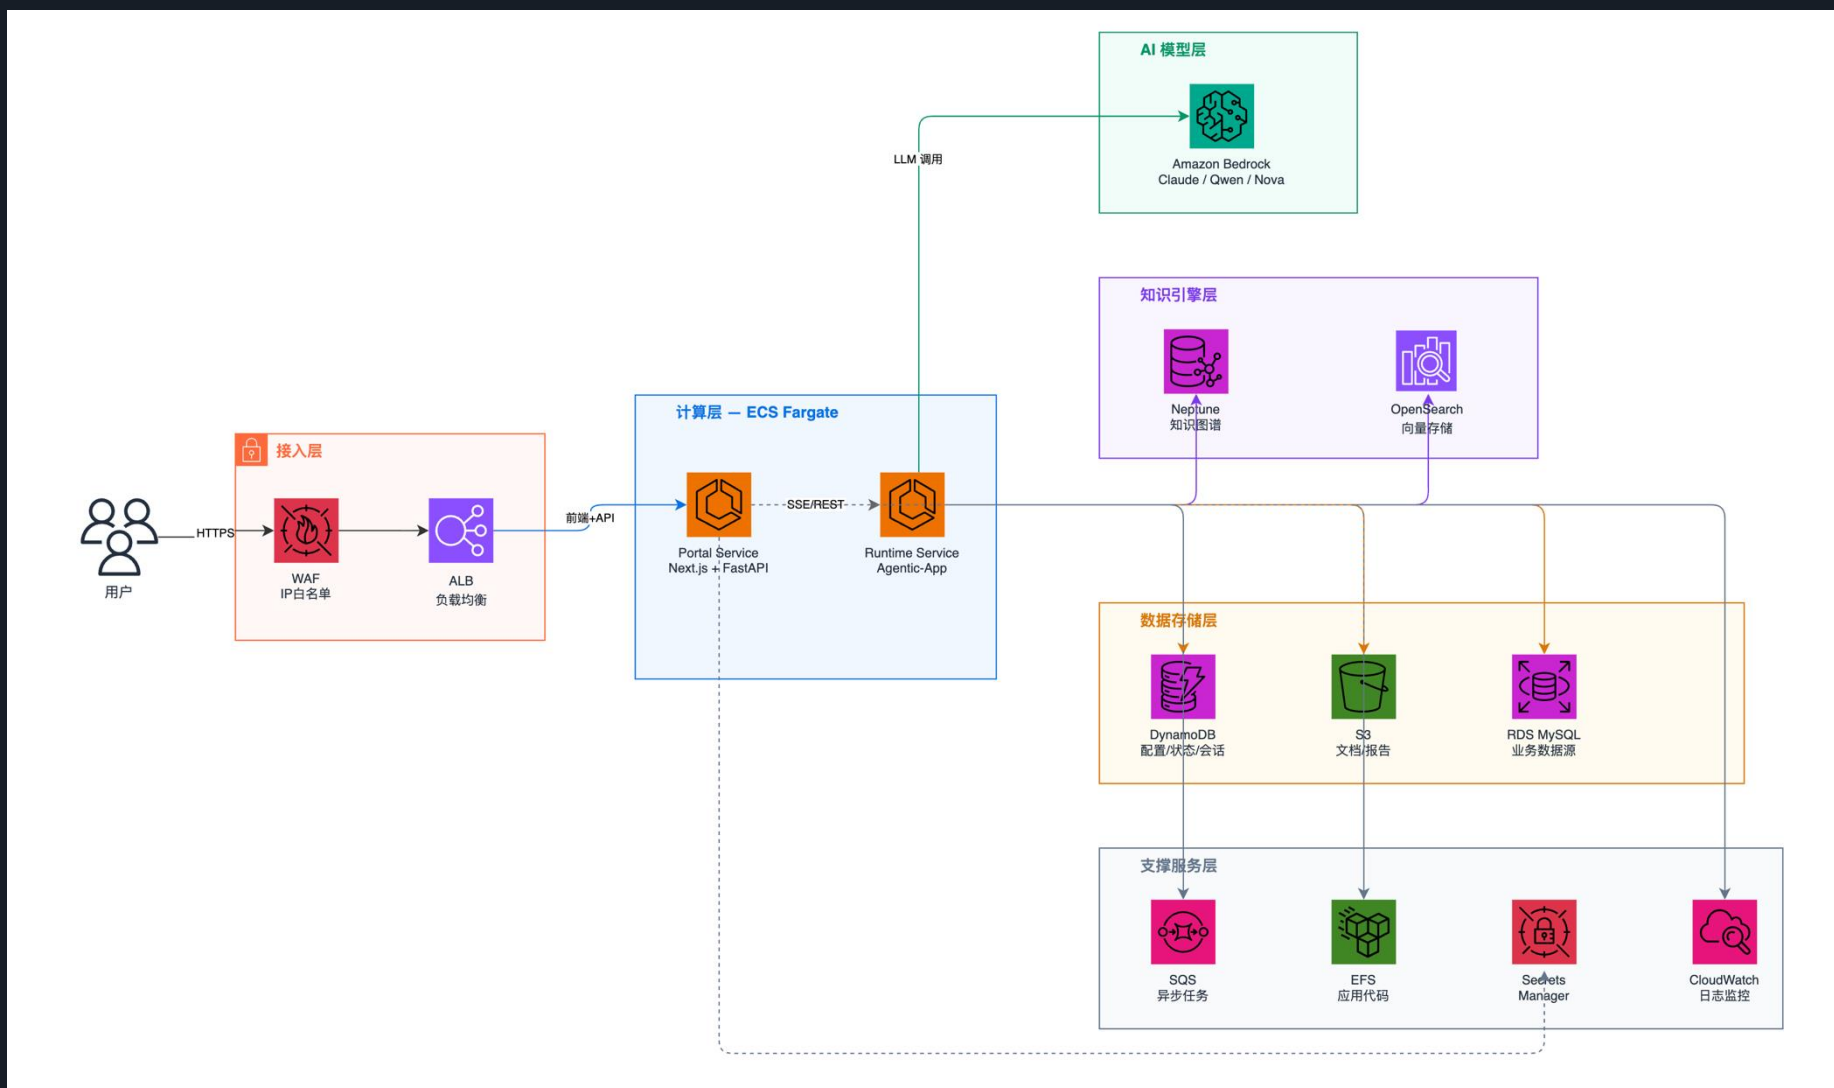 AI 模型层
Amazon Bedrock
Claude / Qwen / Nova
LLM 调用
知识引擎层
Neptune
知识图谱
OpenSearch
向量存储
计算层 — ECS Fargate
接入层
HTTPS
用户
WAF
IP白名单
ALB
负载均衡
前端+API
Portal Service
Next.js + FastAPI
SSE/REST
Runtime Service
Agentic-App
数据存储层
DynamoDB
配置/状态/会话
S3
文档/报告
RDS MySQL
业务数据源
支撑服务层
SQS
异步任务
EFS
应用代码
Secrets
Manager
CloudWatch
日志监控